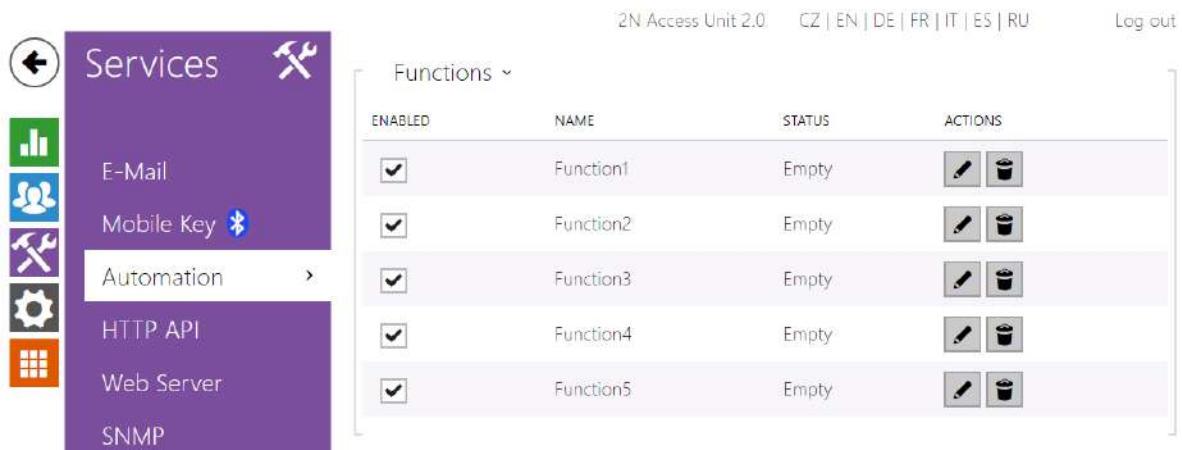 2N Access Unit 2.0 CZ | EN | DE | FR | IT | ES | RU Log out
Services
E-Mail
Mobile Key
Automation
HTTP API
Web Server
SNMP
Functions
ENABLED NAME STATUS ACTIONS
Function1 Empty
Function2 Empty
Function3 Empty
Function4 Empty
Function5 Empty